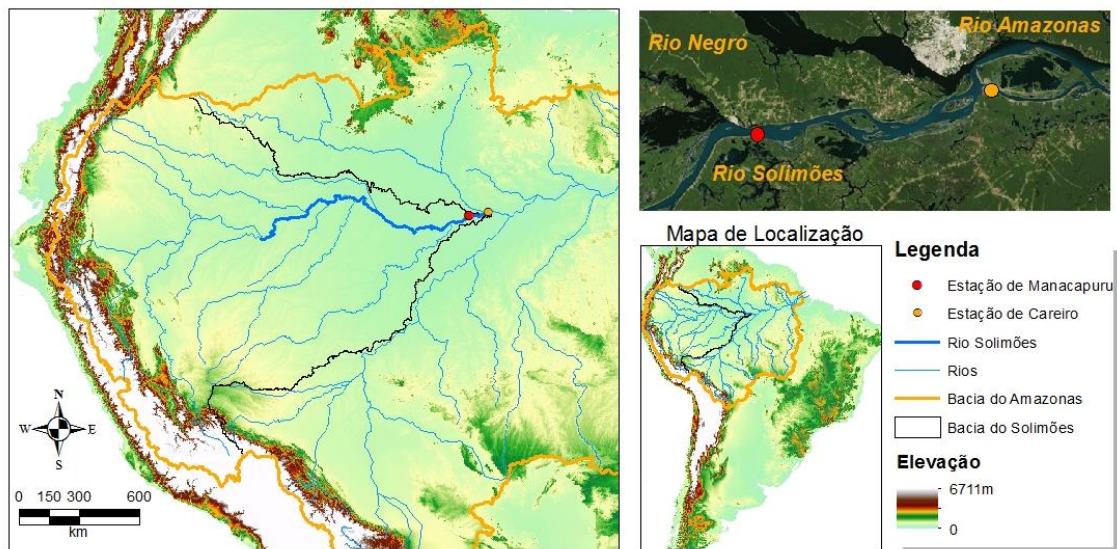 N
W E
S
0 150 300 600
km
Rio Negro
Rio Amazonas
Rio Solimões
Mapa de Localização
Legenda
Estação de Manacapuru
Estação de Careiro
Rio Solimões
Rios
Bacia do Amazonas
Bacia do Solimões
Elevação
6711m
0